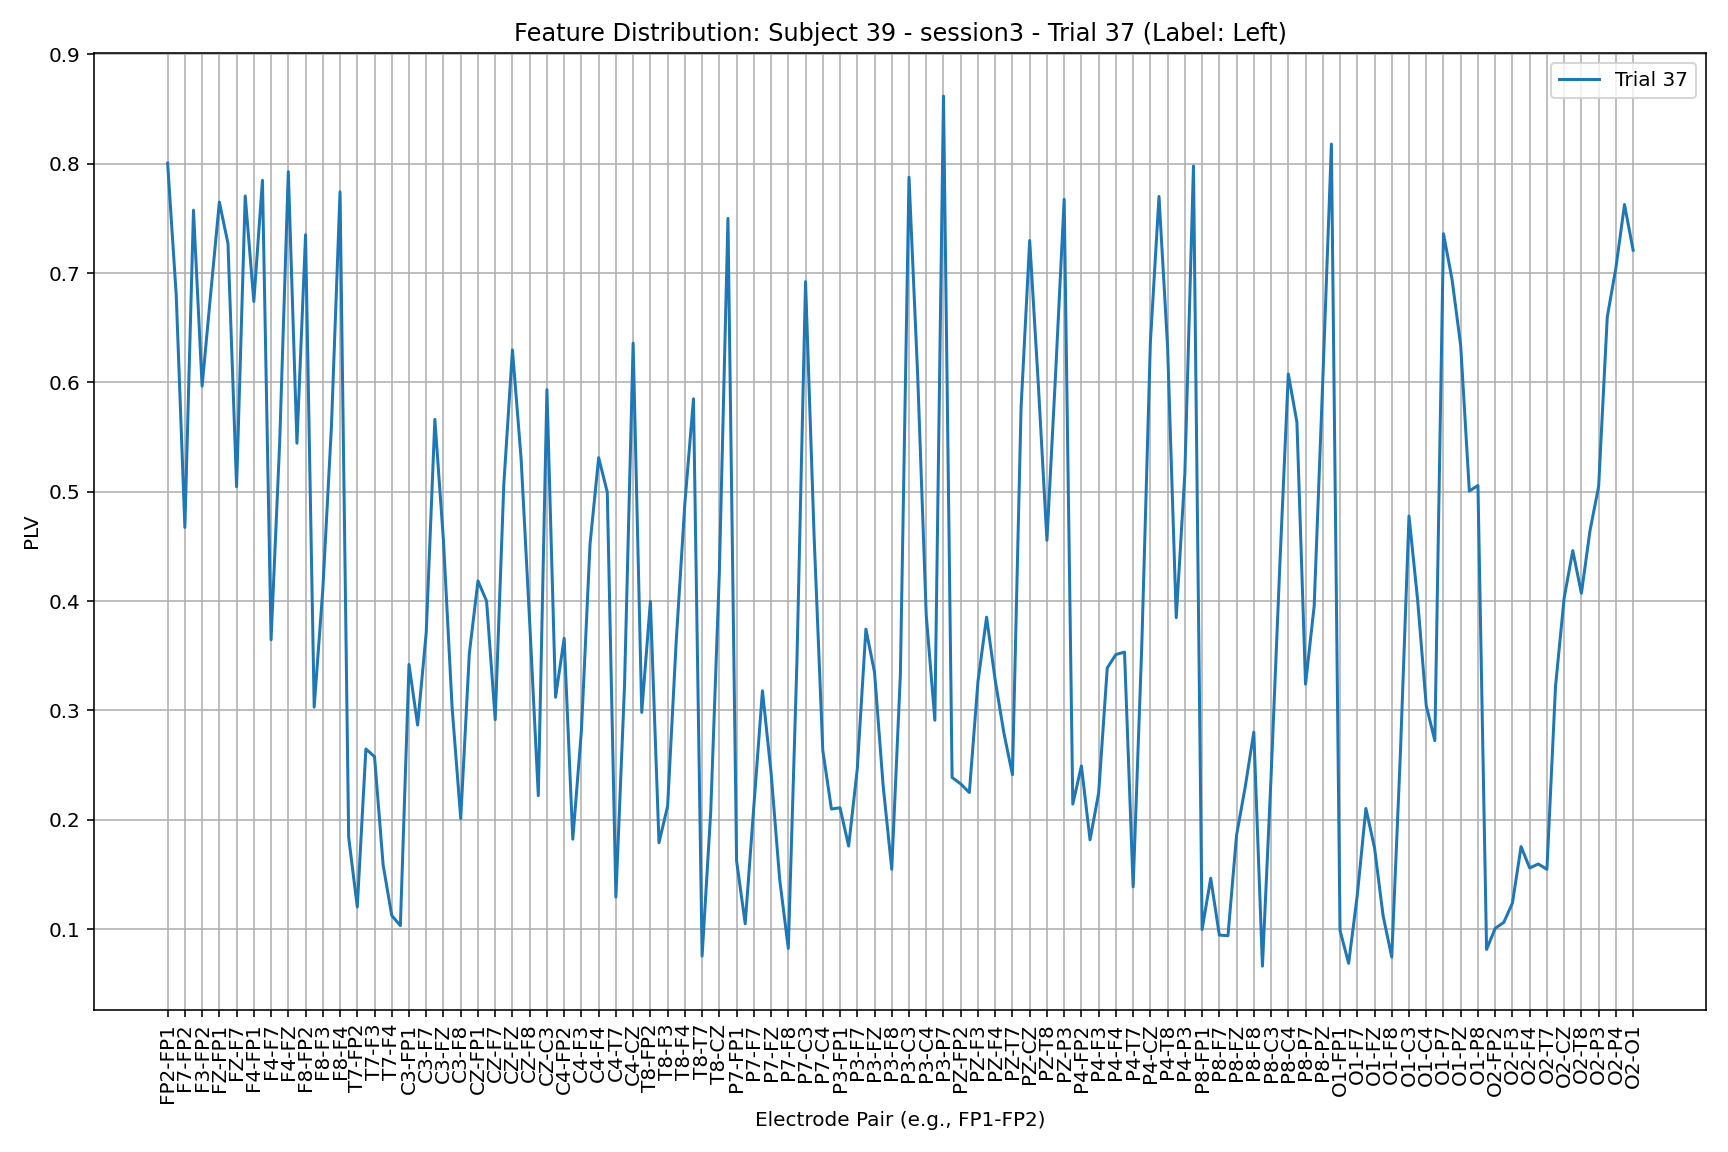 Feature Distribution: Subject 39 - session3 - Trial 37 (Label: Left)
Trial 37
PLV
0.9
0.8
0.7
0.6
0.5
0.4
0.3
0.2
0.1
FP2-FP1
F7-FP2
F3-FP2
FZ-FP1
FZ-F7
F4-FP1
F4-F7
F4-FZ
F8-FP2
F8-F3
F8-F4
T7-FP2
T7-F3
T7-F4
C3-FP1
C3-F7
C3-FZ
C3-F8
CZ-FP1
CZ-F7
CZ-FZ
CZ-F8
CZ-C3
C4-FP2
C4-F3
C4-F4
C4-T7
C4-CZ
T8-FP2
T8-F3
T8-F4
T8-T7
T8-CZ
P7-FP1
P7-F7
P7-FZ
P7-F8
P7-C3
P7-C4
P3-FP1
P3-F7
P3-FZ
P3-F8
P3-C3
P3-C4
P3-P7
PZ-FP2
PZ-F3
PZ-F4
PZ-T7
PZ-CZ
PZ-T8
PZ-P3
P4-FP2
P4-F3
P4-F4
P4-T7
P4-CZ
P4-T8
P4-P3
P8-FP1
P8-F7
P8-FZ
P8-F8
P8-C3
P8-C4
P8-P7
P8-PZ
O1-FP1
O1-F7
O1-FZ
O1-F8
O1-C3
O1-C4
O1-P7
O1-PZ
O1-P8
O2-FP2
O2-F3
O2-F4
O2-T7
O2-CZ
O2-T8
O2-P3
O2-P4
O2-O1
Electrode Pair (e.g., FP1-FP2)